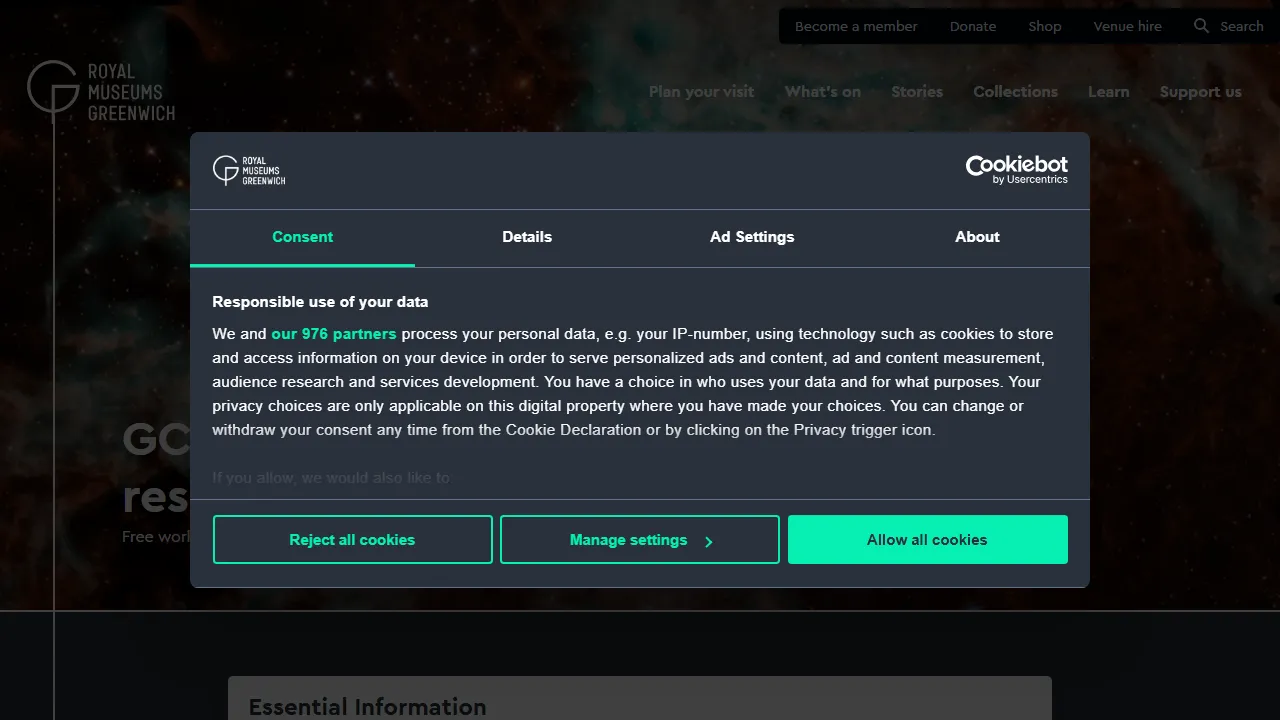 Become a member Donate Shop Venue hire Search
ROYAL
MUSEUMS
GREENWICH
Plan your visit What's on Stories Collections Learn Support us
ROYAL
MUSEUMS
GREENWICH
Cookiebot
by Usercentrics
Consent Details Ad Settings About
Responsible use of your data
We and our 976 partners process your personal data, e.g. your IP-number, using technology such as cookies to store
and access information on your device in order to serve personalized ads and content, ad and content measurement,
audience research and services development. You have a choice in who uses your data and for what purposes. Your
privacy choices are only applicable on this digital property where you have made your choices. You can change or
withdraw your consent any time from the Cookie Declaration or by clicking on the Privacy trigger icon.
If you allow, we would also like to:
GC
res
Free
Reject all cookies Manage settings Allow all cookies
Essential Information